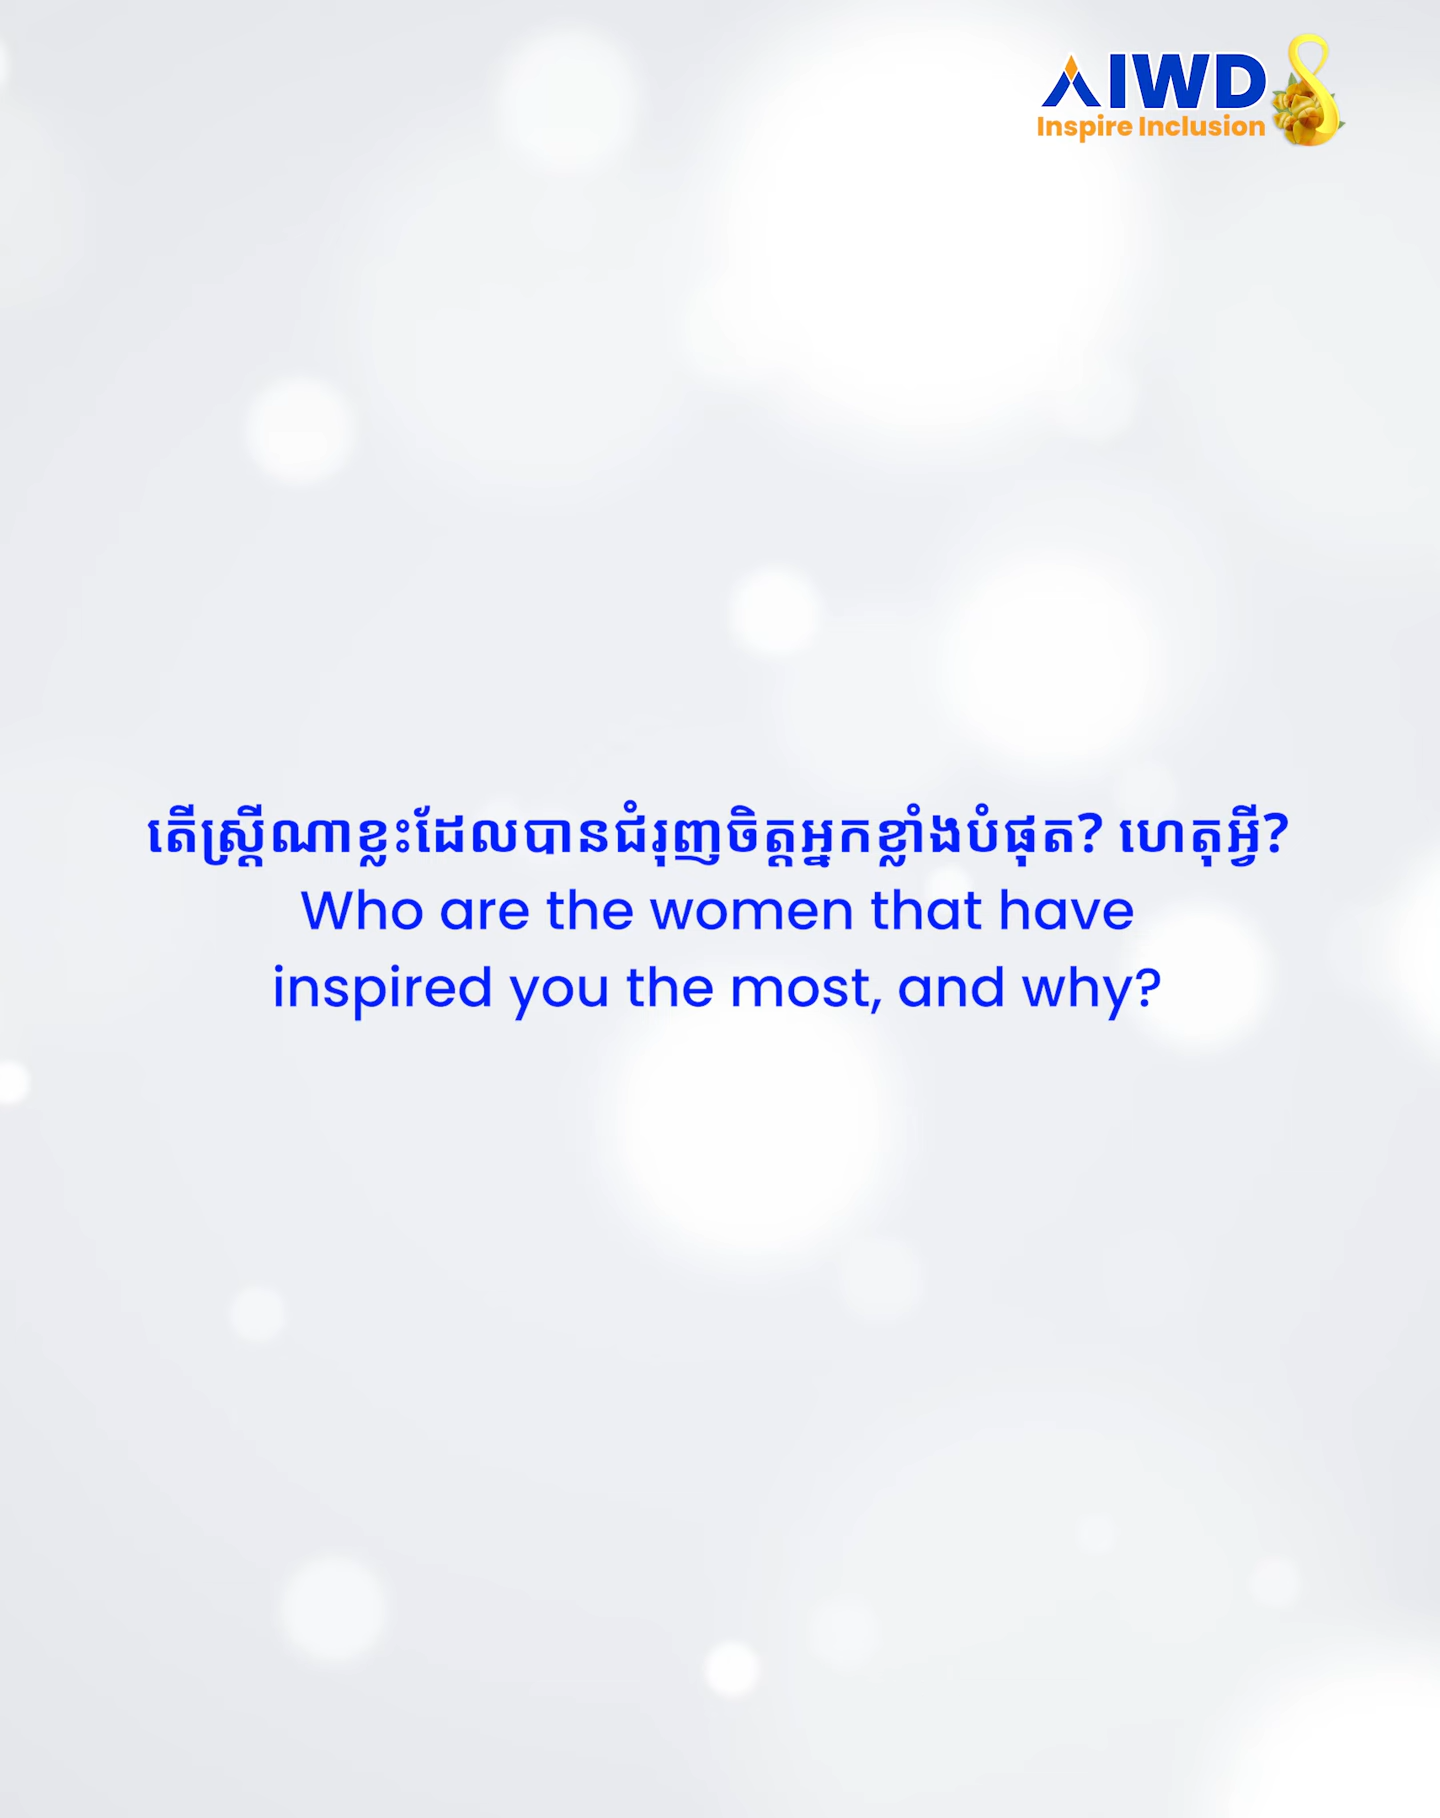 IWD
Inspire Inclusion
តើស្ត្រីណាខ្លះដែលបានជំរុញចិត្តអ្នកខ្លាំងបំផុត? ហេតុអ្វី?
Who are the women that have
inspired you the most, and why?